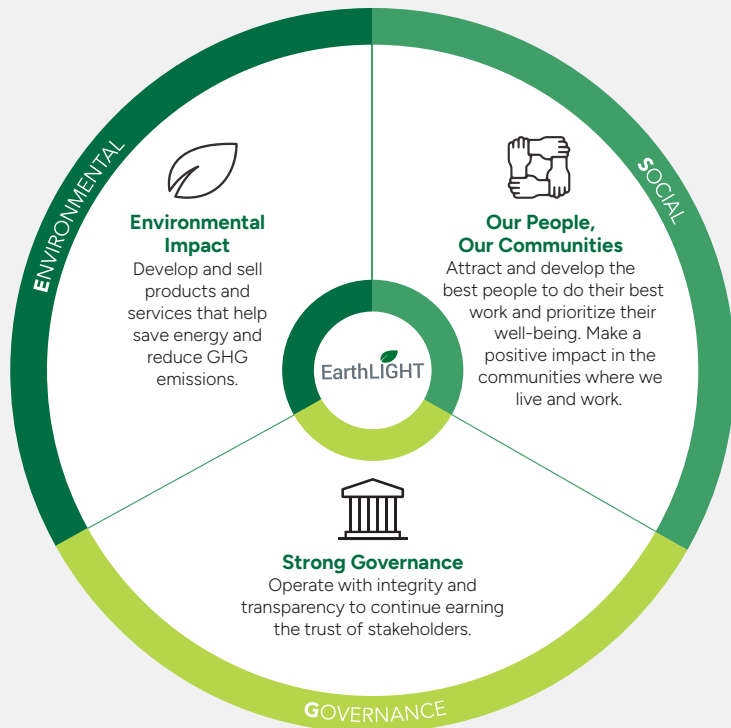 ENVIRONMENTAL
Environmental
Impact
Develop and sell
products and
services that help
save energy and
reduce GHG
emissions.
SOCIAL
Our People,
Our Communities
Attract and develop the
best people to do their best
work and prioritize their
well-being. Make a
positive impact in the
communities where we
live and work.
EarthLIGHT
Strong Governance
Operate with integrity and
transparency to continue earning
the trust of stakeholders.
GOVERNANCE